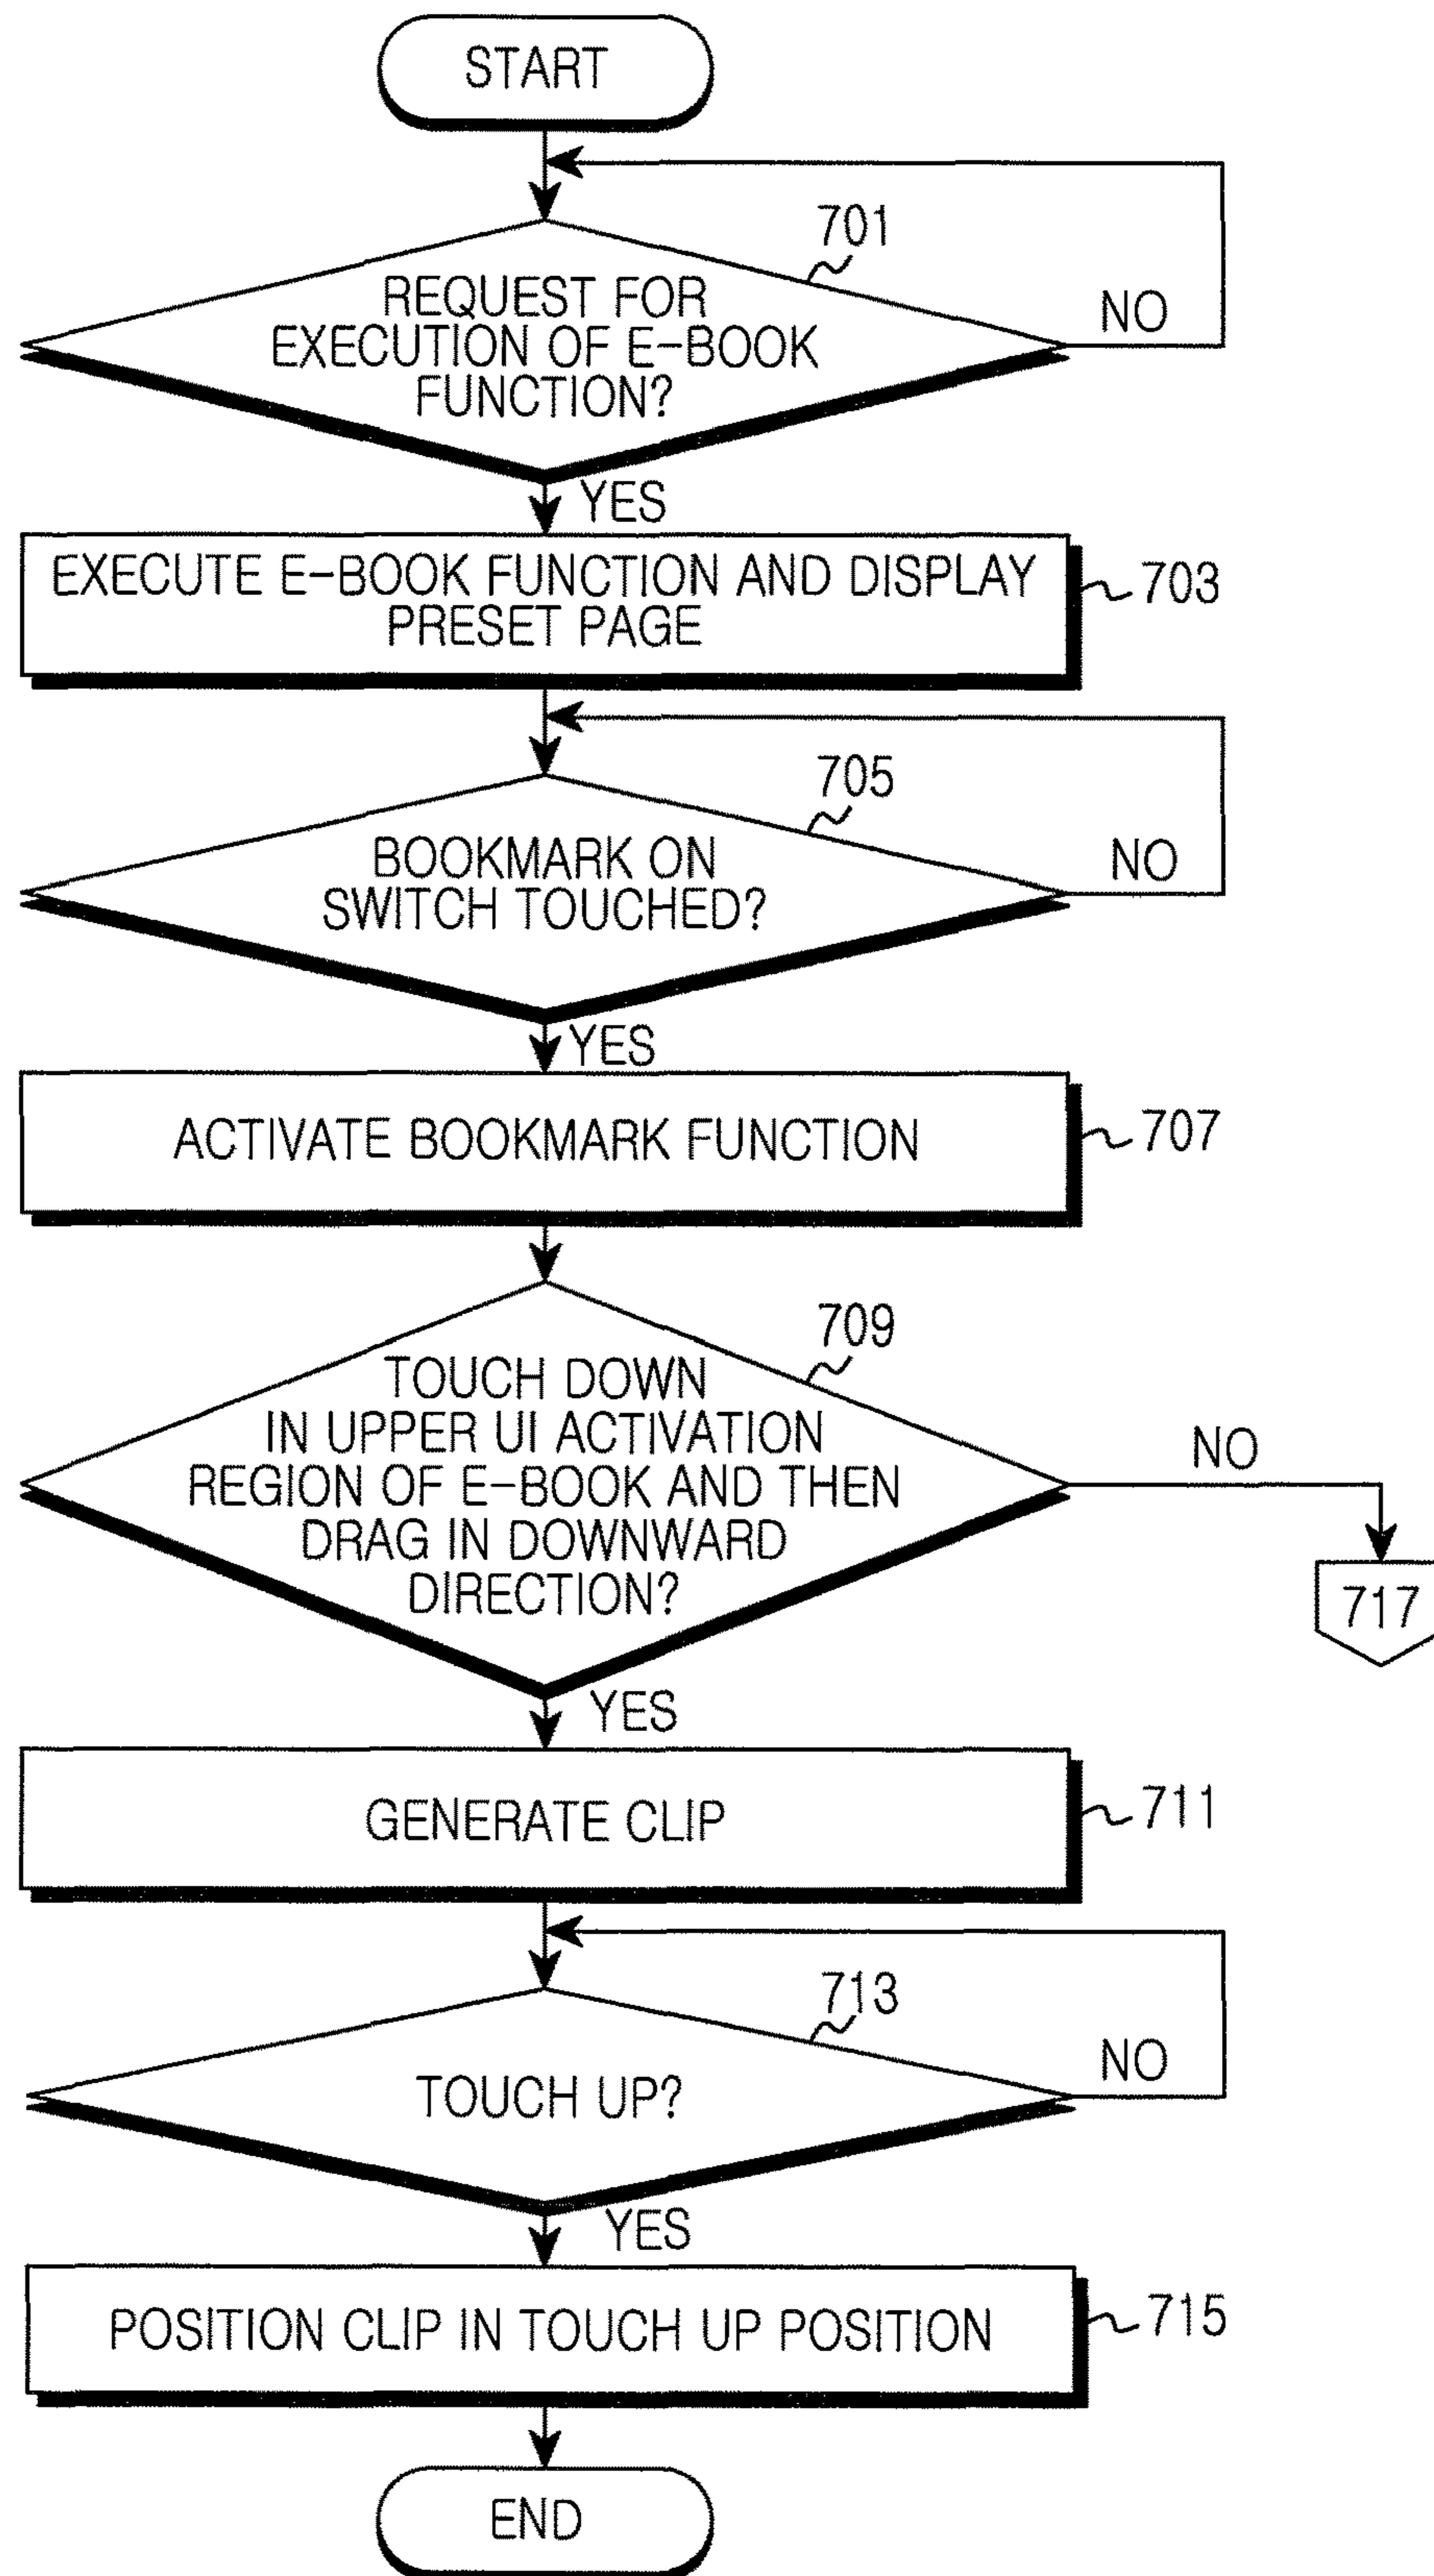 START
701
REQUEST FOR
EXECUTION OF E-BOOK
FUNCTION?
NO
YES
EXECUTE E-BOOK FUNCTION AND DISPLAY
PRESET PAGE
703
705
BOOKMARK ON
SWITCH TOUCHED?
NO
YES
ACTIVATE BOOKMARK FUNCTION
707
709
TOUCH DOWN
IN UPPER UI ACTIVATION
REGION OF E-BOOK AND THEN
DRAG IN DOWNWARD
DIRECTION?
NO
717
YES
GENERATE CLIP
711
713
TOUCH UP?
NO
YES
POSITION CLIP IN TOUCH UP POSITION
715
END